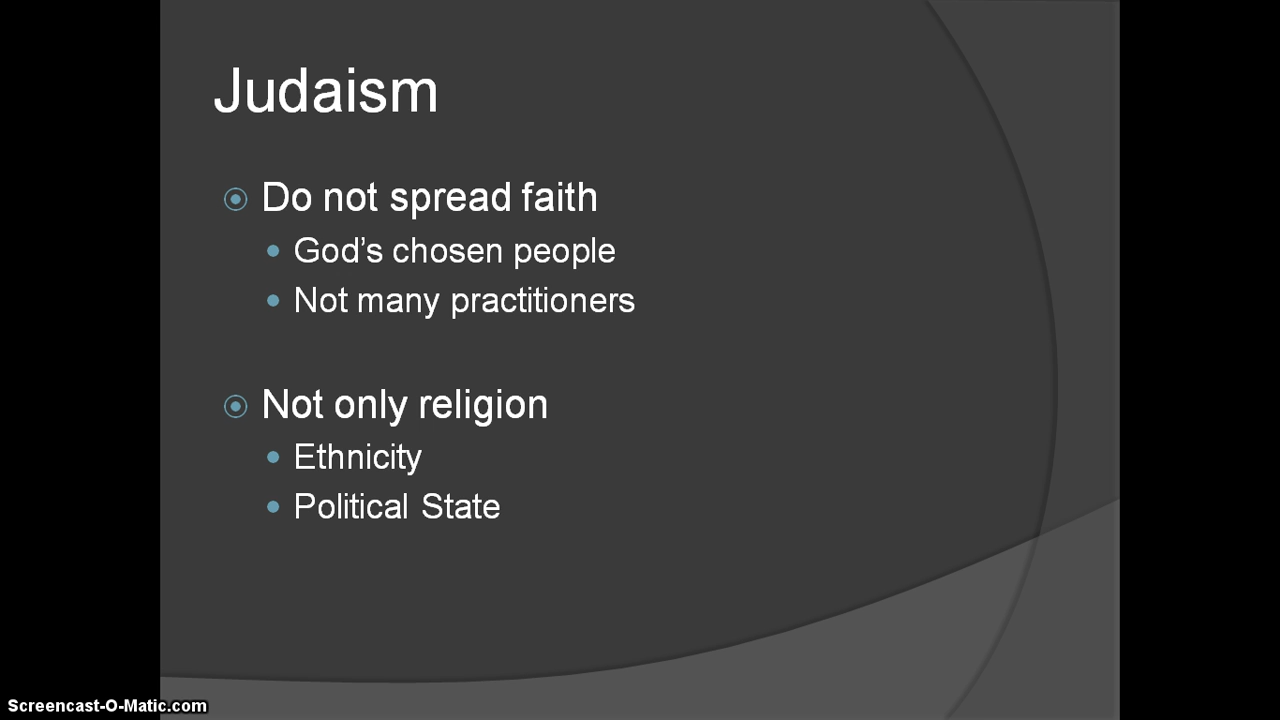 Judaism
Do not spread faith
God’s chosen people
Not many practitioners
Not only religion
Ethnicity
Political State
Screencast-O-Matic.com